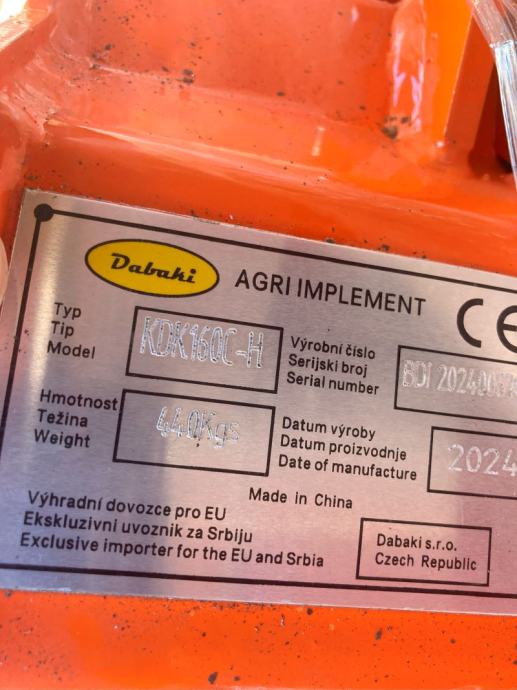 Dabaki AGRI IMPLEMENT CE
Typ
Tip
Model
KDK160C-H
Výrobní číslo
Serijski broj
Serial number
Hmotnost
Težina
Weight
440Kgs
Datum výroby
Datum proizvodnje
Date of manufacture
2024
Made in China
Výhradní dovozce pro EU
Ekskluzivni uvoznik za Srbiju
Exclusive importer for the EU and Serbia
Dabaki s.r.o.
Czech Republic